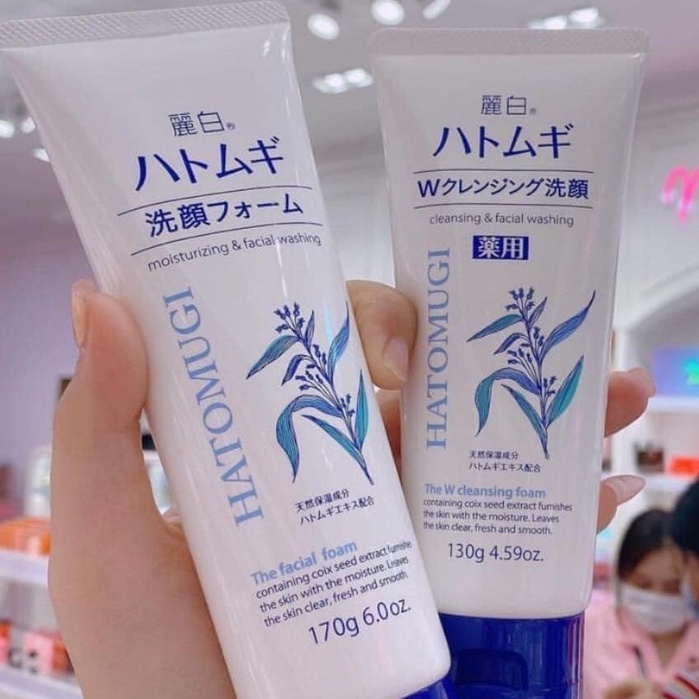 麗白®
ハトムギ
洗顔フォーム
moisturizing & facial washing
HATOMUGI
天然保湿成分
ハトムギエキス配合
The facial foam
containing coix seed extract furnishes
the skin with the moisture. Leaves
the skin clear, fresh and smooth.
170g 6.0oz.
麗白®
ハトムギ
Wクレンジング洗顔
cleansing & facial washing
薬用
HATOMUGI
天然保湿成分
ハトムギエキス配合
The W cleansing foam
containing coix seed extract furnishes
the skin with the moisture. Leaves
the skin clear, fresh and smooth.
130g 4.59oz.